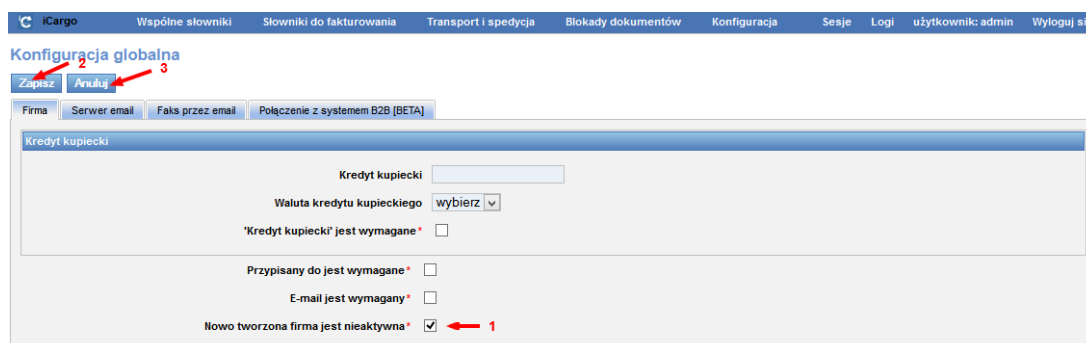 iCargo Wspólne słowniki Słowniki do fakturowania Transport i spedycja Blokady dokumentów Konfiguracja Sesje Logi użytkownik: admin Wyloguj si
Konfiguracja globalna
2 3
Zapisz Anuluj
Firma Serwer email Faks przez email Połączenie z systemem B2B [BETA]
Kredyt kupiecki
Kredyt kupiecki
Waluta kredytu kupieckiego wybierz
'Kredyt kupiecki' jest wymagane *
Przypisany do jest wymagane *
E-mail jest wymagany *
Nowo tworzona firma jest nieaktywna * 1